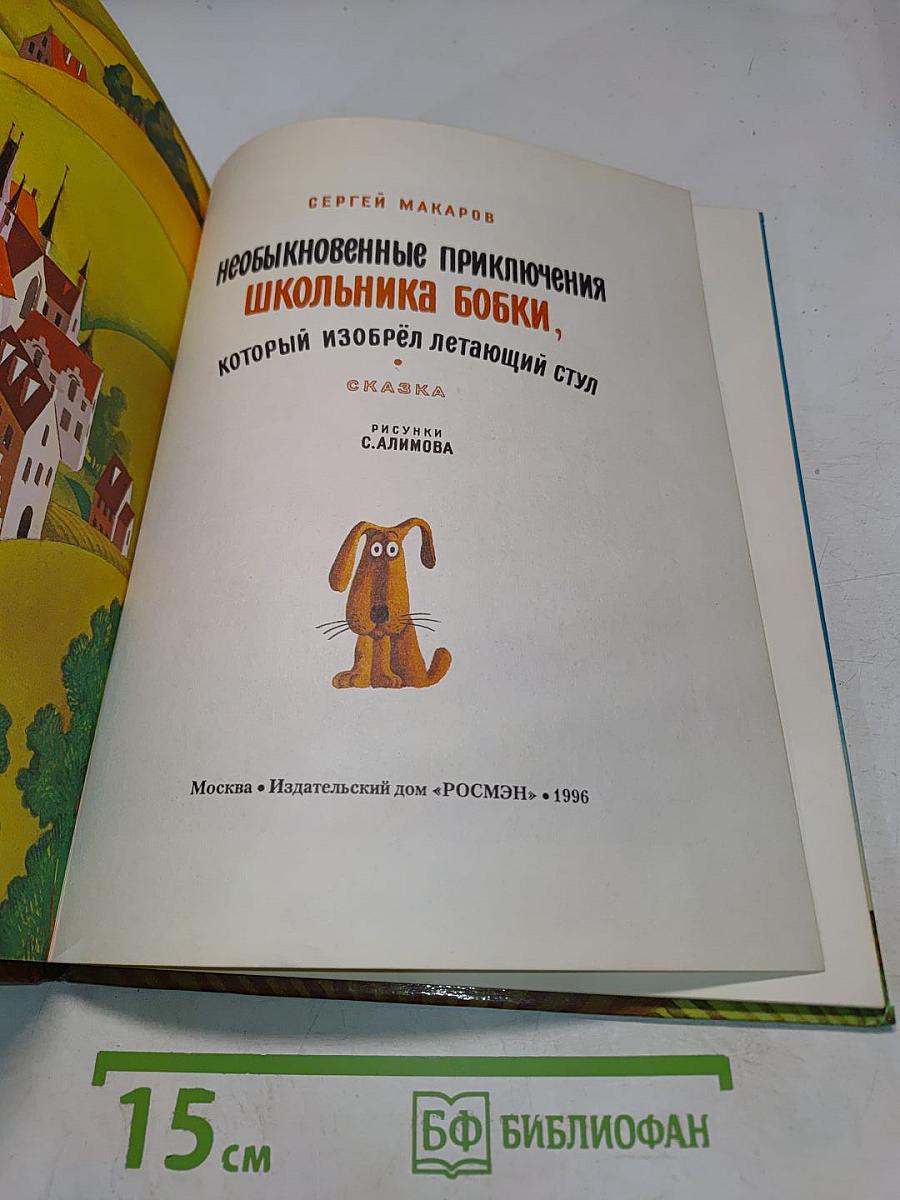 СЕРГЕЙ МАКАРОВ
НЕОБЫКНОВЕННЫЕ ПРИКЛЮЧЕНИЯ
ШКОЛЬНИКА БОБКИ,
КОТОРЫЙ ИЗОБРЁЛ ЛЕТАЮЩИЙ СТУЛ
•
СКАЗКА
РИСУНКИ
С.АЛИМОВА
Москва • Издательский дом «РОСМЭН» • 1996
15 см
БФ БИБЛИОФАН